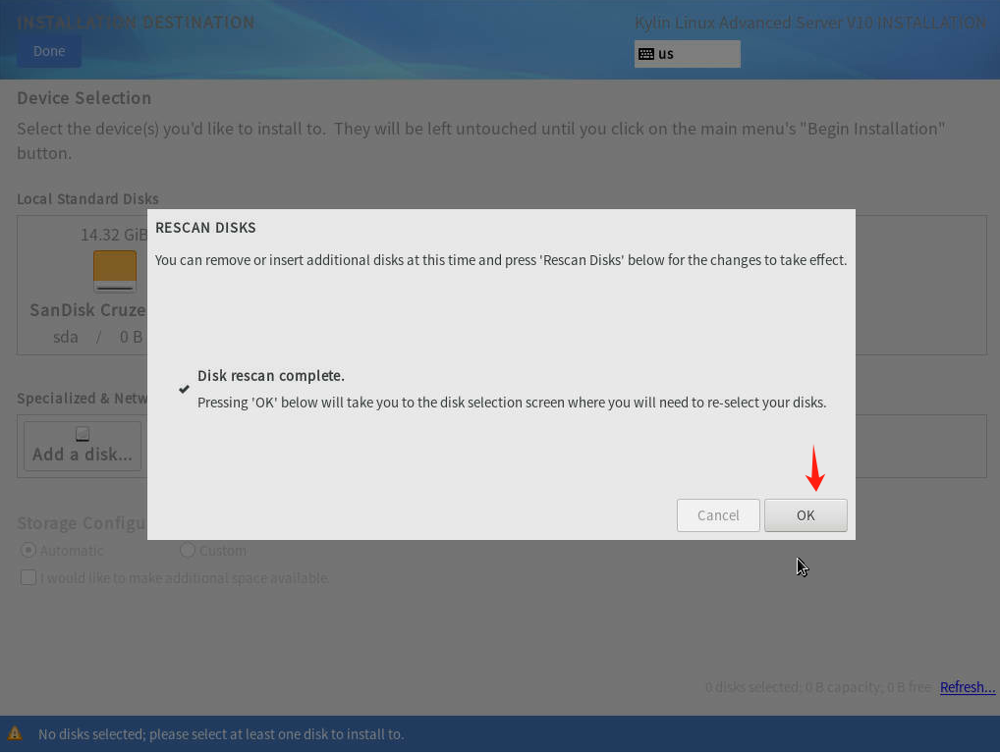 INSTALLATION DESTINATION
Kylin Linux Advanced Server V10 INSTALLATION
Done
us
Device Selection
Select the device(s) you'd like to install to.  They will be left untouched until you click on the main menu's "Begin Installation"
button.
Local Standard Disks
14.32 GiB
SanDisk Cruze
sda / 0 B
RESCAN DISKS
You can remove or insert additional disks at this time and press 'Rescan Disks' below for the changes to take effect.
Disk rescan complete.
Pressing 'OK' below will take you to the disk selection screen where you will need to re-select your disks.
Cancel
OK
Specialized & Netw
Add a disk...
Storage Configu
Automatic
Custom
I would like to make additional space available.
0 disks selected; 0 B capacity; 0 B free
Refresh...
No disks selected; please select at least one disk to install to.